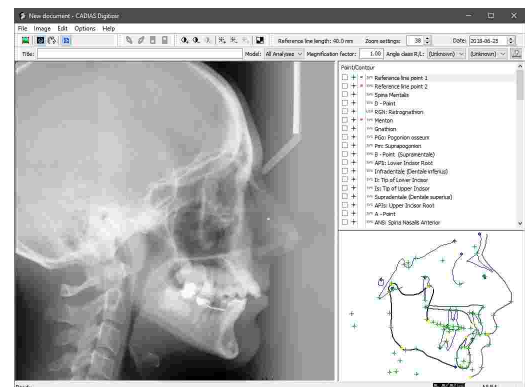 New document - CADIAS Digitizer
File Image Edit Options Help
Reference line length: 40.0 mm Zoom settings: 38 Date: 2018-06-25
Title: Model: All Analyses Magnification factor: 1.00 Angle class R/L: (Unknown) (Unknown)
Point/Contour
Reference line point 1
Reference line point 2
Spina Mentalis
D - Point
RGN: Retrognathion
Menton
Gnathion
PGo: Pogonion osseum
Pm: Suprapogonion
B - Point (Supramentale)
API: Lower Incisor Root
Infradentale (Dentale inferius)
Ii: Tip of Lower Incisor
Is: Tip of Upper Incisor
Supradentale (Dentale superius)
APIs: Upper Incisor Root
A - Point
ANS: Spina Nasalis Anterior